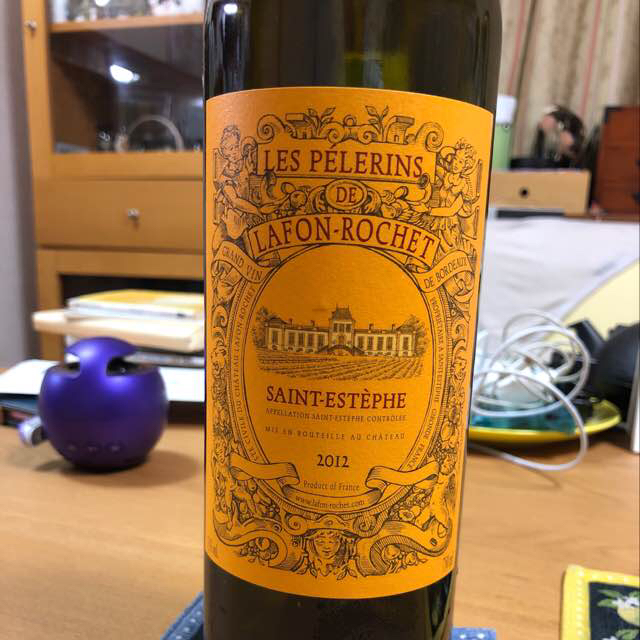 LES PÉLERINS
DE
LAFON-ROCHET
GRAND VIN
DE BORDEAUX
SAINT-ESTÈPHE
APPELLATION SAINT-ESTÈPHE CONTRÔLÉE
MIS EN BOUTEILLE AU CHÂTEAU
2012
Product of France
www.lafon-rochet.com